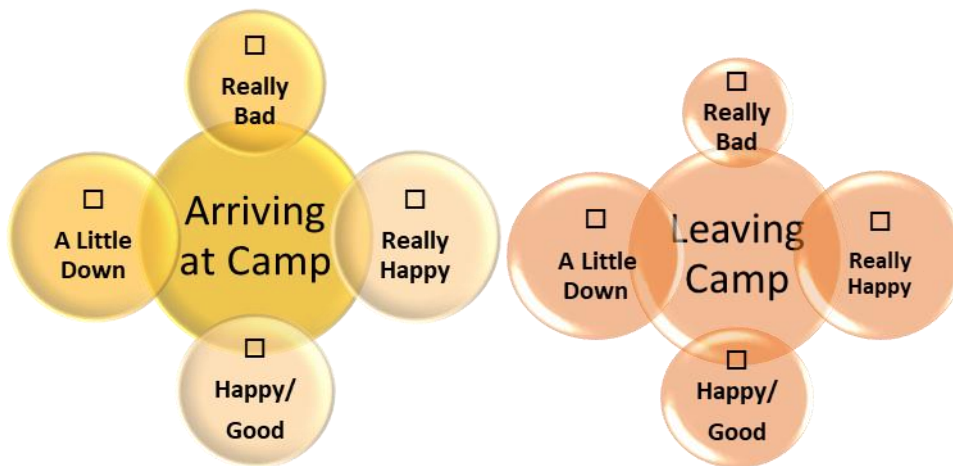 ☐
Really
Bad
☐
A Little
Down
Arriving
at Camp
☐
Really
Happy
☐
Happy/
Good
☐
Really
Bad
☐
A Little
Down
Leaving
Camp
☐
Really
Happy
☐
Happy/
Good